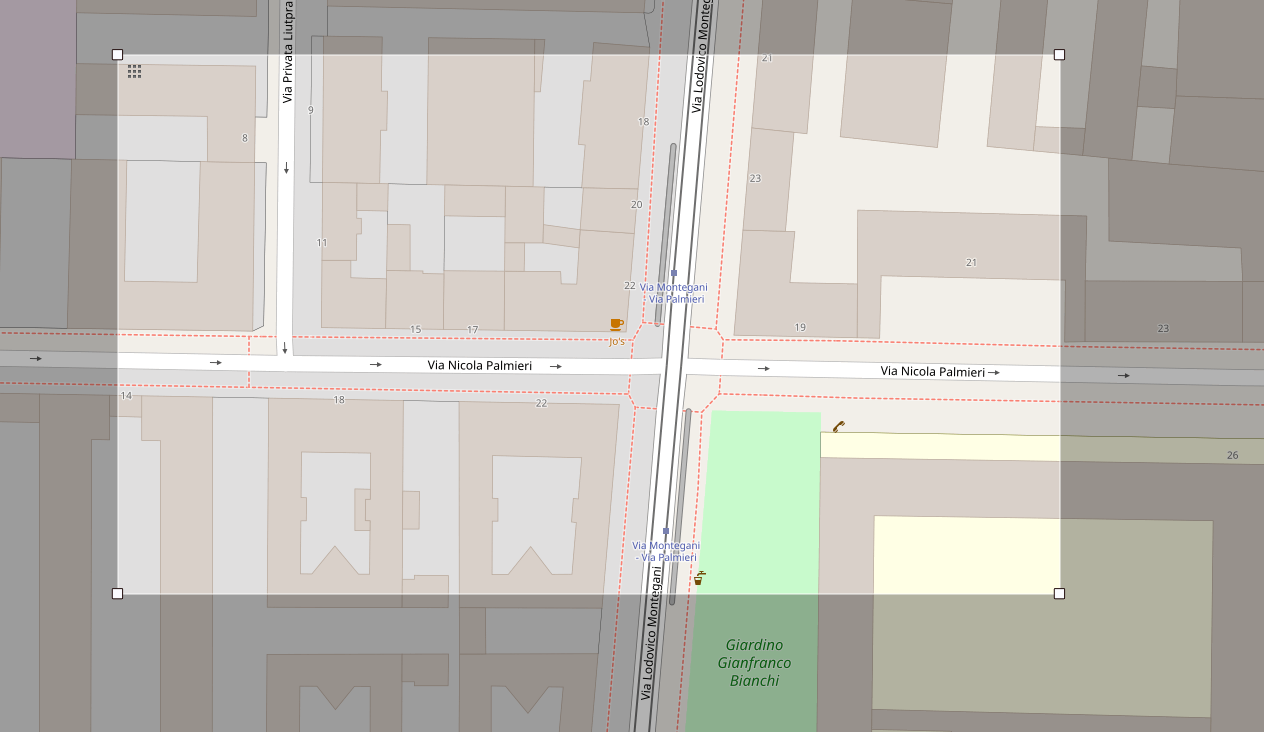 Via Privata Liutpra
Via Lodovico Monteg
21
9
18
8
23
20
11
21
22
Via Montegani
Via Palmieri
15
17
19
23
Jo's
Via Nicola Palmieri
Via Nicola Palmieri
14
18
22
26
Via Montegani
- Via Palmieri
Via Lodovico Montegani
Giardino
Gianfranco
Bianchi